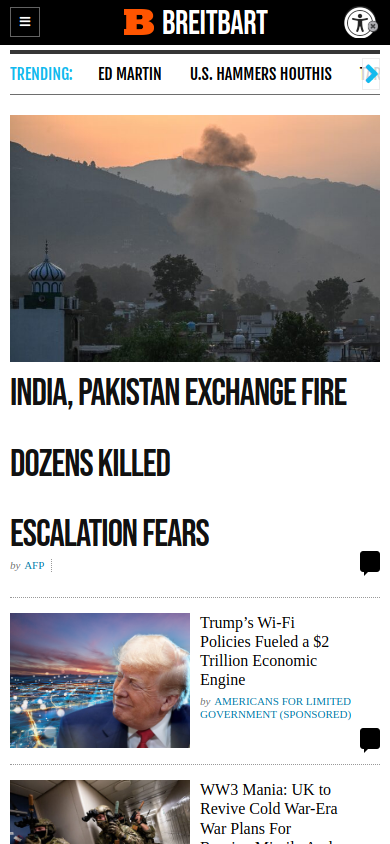 BREITBART
TRENDING:
ED MARTIN
U.S. HAMMERS HOUTHIS
INDIA, PAKISTAN EXCHANGE FIRE
DOZENS KILLED
ESCALATION FEARS
by AFP
Trump’s Wi-Fi
Policies Fueled a $2
Trillion Economic
Engine
by AMERICANS FOR LIMITED
GOVERNMENT (SPONSORED)
WW3 Mania: UK to
Revive Cold War-Era
War Plans For